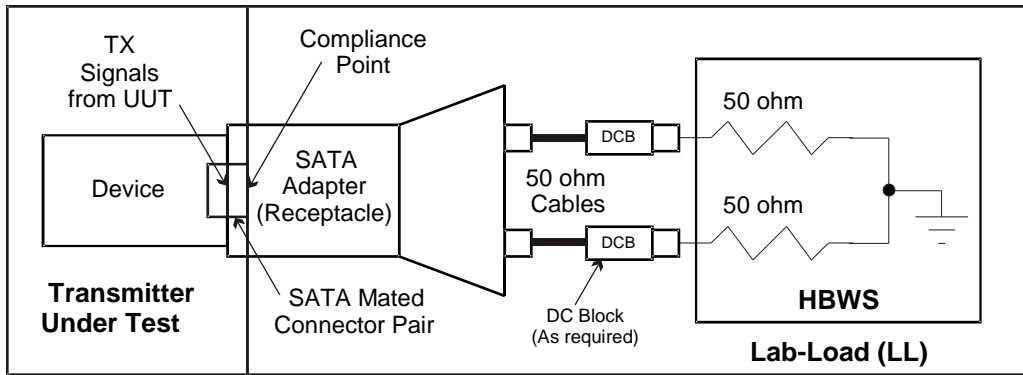 TX
Signals
from UUT
Compliance
Point
Device
SATA
Adapter
(Receptacle)
SATA Mated
Connector Pair
Transmitter
Under Test
DCB
50 ohm
Cables
DCB
DC Block
(As required)
50 ohm
50 ohm
HBWS
Lab-Load (LL)